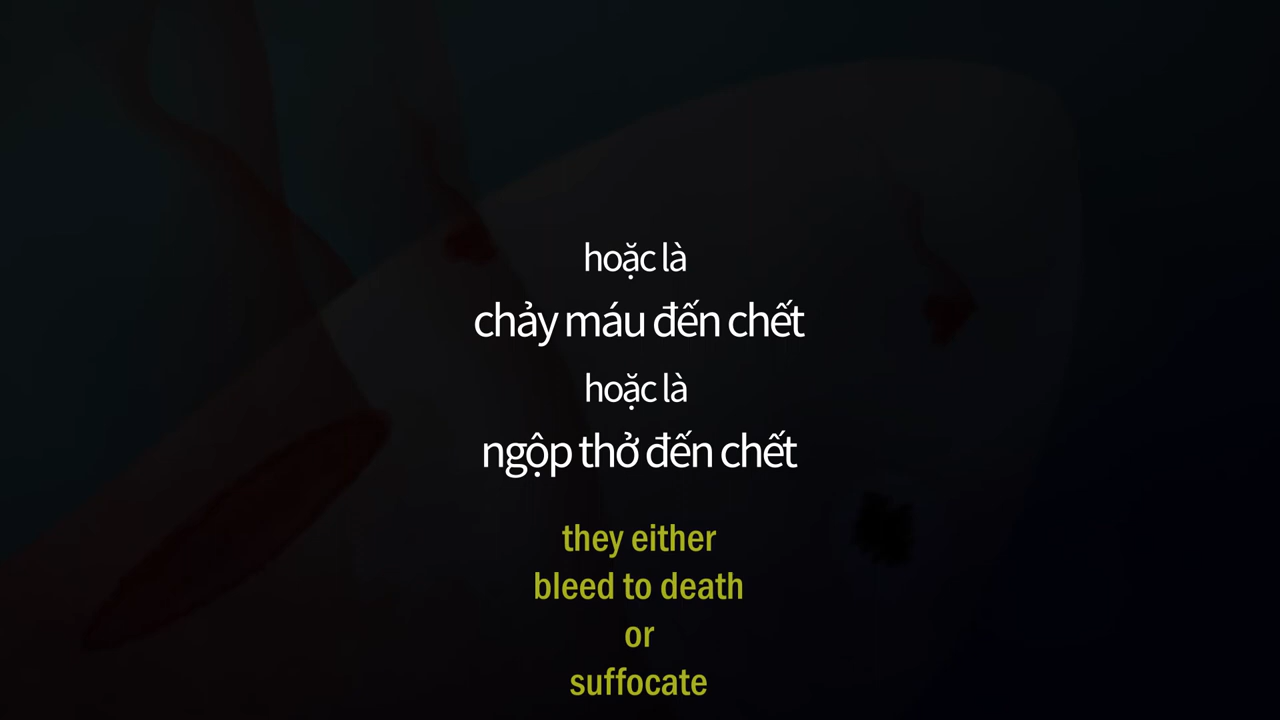 hoặc là
chảy máu đến chết
hoặc là
ngộp thở đến chết
they either
bleed to death
or
suffocate